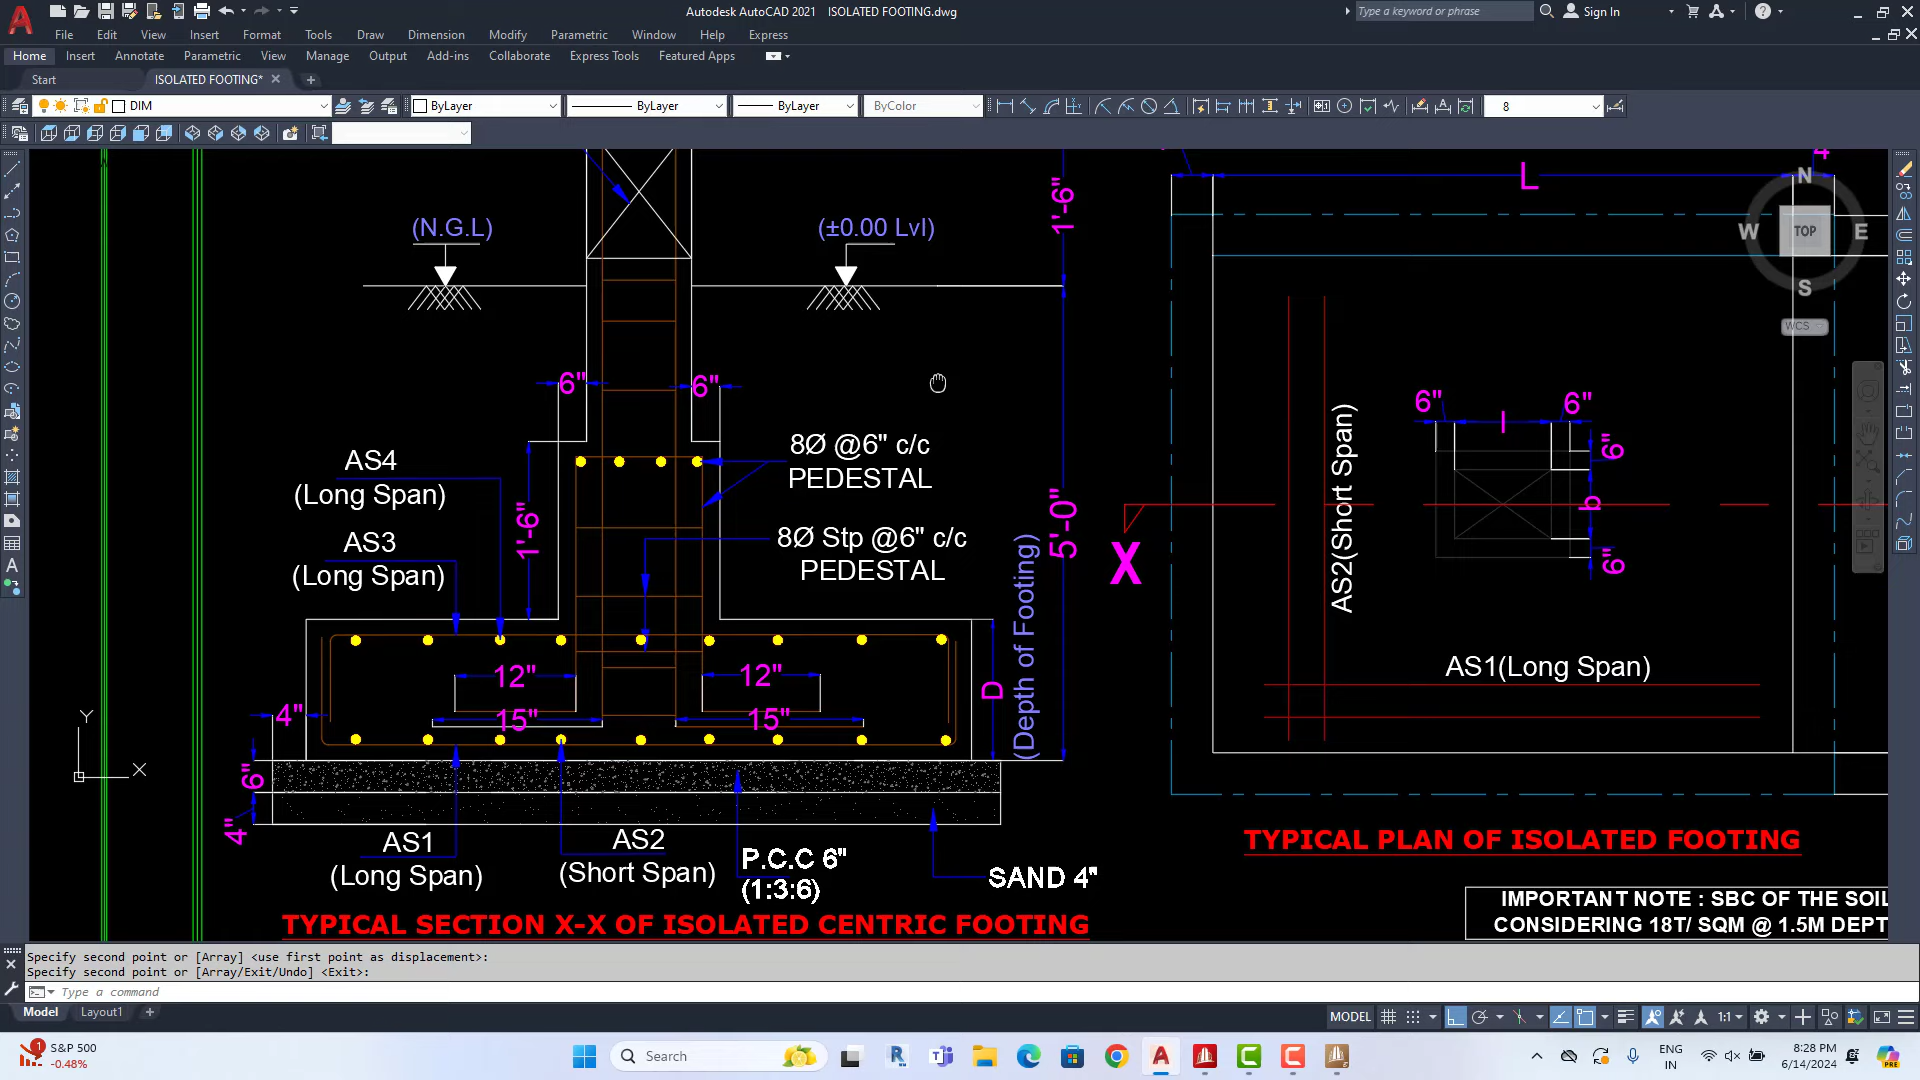 Autodesk AutoCAD 2021 ISOLATED FOOTING.dwg
Type a keyword or phrase
Sign In
File Edit View Insert Format Tools Draw Dimension Modify Parametric Window Help Express
Home Insert Annotate Parametric View Manage Output Add-ins Collaborate Express Tools Featured Apps
Start ISOLATED FOOTING*
DIM ByLayer ByLayer ByLayer ByColor 8
(N.G.L)
(±0.00 Lvl)
1'-6"
6"
6"
8Ø @6" c/c
PEDESTAL
8Ø Stp @6" c/c
PEDESTAL
AS4
(Long Span)
AS3
(Long Span)
1'-6"
5'-0"
(Depth of Footing)
D
12"
12"
15"
15"
4"
6"
4"
AS1
(Long Span)
AS2
(Short Span)
P.C.C 6"
(1:3:6)
SAND 4"
TYPICAL SECTION X-X OF ISOLATED CENTRIC FOOTING
L
4
N
W TOP E
S
WCS
6"
l
6"
6"
b
6"
X
AS2(Short Span)
AS1(Long Span)
TYPICAL PLAN OF ISOLATED FOOTING
IMPORTANT NOTE : SBC OF THE SOIL
CONSIDERING 18T/ SQM @ 1.5M DEPT
Y
X
Specify second point or [Array] <use first point as displacement>:
Specify second point or [Array/Exit/Undo] <Exit>:
Type a command
Model Layout1
MODEL 1:1
1
S&P 500
-0.48%
Search
ENG
IN
8:28 PM
6/14/2024